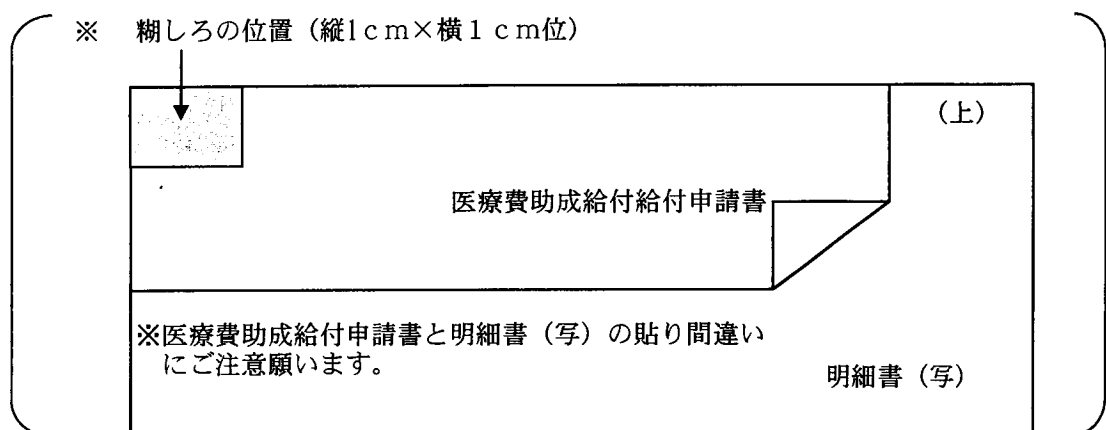 ※ 糊しろの位置（縦1ｃｍ×横１ｃｍ位）
（上）
医療費助成給付給付申請書
※医療費助成給付申請書と明細書（写）の貼り間違い
にご注意願います。
明細書（写）